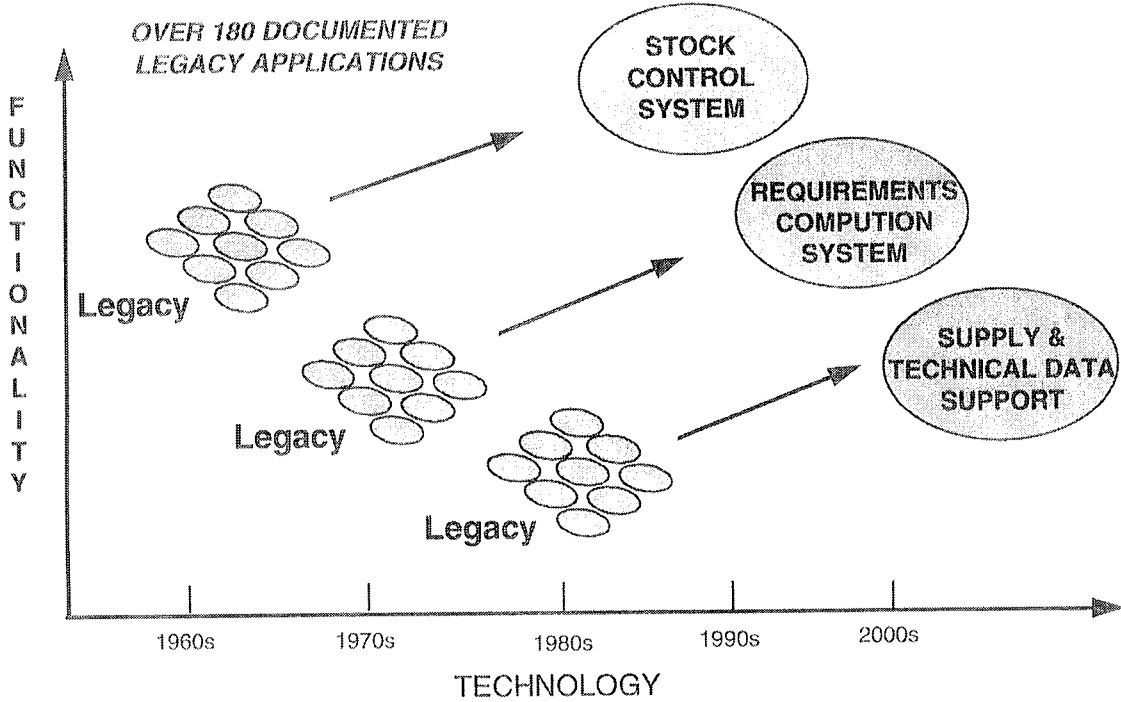 OVER 180 DOCUMENTED
LEGACY APPLICATIONS
STOCK
CONTROL
SYSTEM
REQUIREMENTS
COMPUTION
SYSTEM
SUPPLY &
TECHNICAL DATA
SUPPORT
FUNCTIONALITY
Legacy
Legacy
Legacy
1960s
1970s
1980s
1990s
2000s
TECHNOLOGY